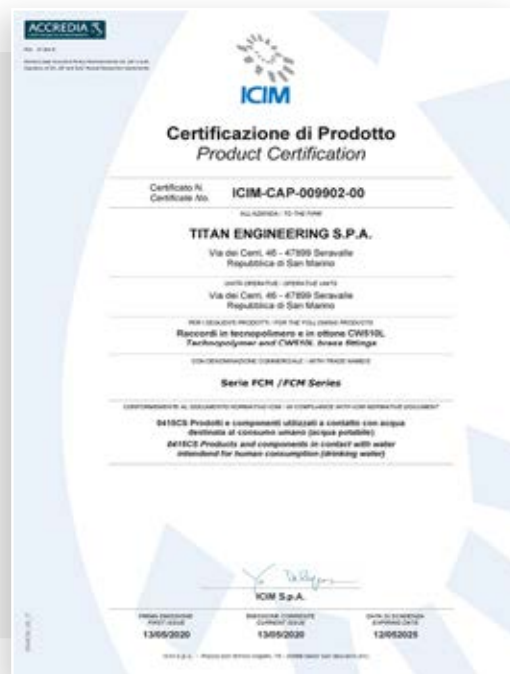 ACCREDIA
ICIM
Certificazione di Prodotto
Product Certification
Certificato N.
Certificate No.
ICIM-CAP-009902-00
ALL'AZIENDA / TO THE FIRM
TITAN ENGINEERING S.P.A.
Via dei Cerri, 46 - 47899 Seravalle
Repubblica di San Marino
UNITÀ OPERATIVE / OPERATIVE UNITS
Via dei Cerri, 46 - 47899 Seravalle
Repubblica di San Marino
PER I SEGUENTI PRODOTTI / FOR THE FOLLOWING PRODUCTS
Raccordi in tecnopolimero e in ottone CW510L
Technopolymer and CW510L brass fittings
CON DENOMINAZIONE COMMERCIALE / WITH TRADE NAMES
Serie FCM /FCM Series
CONFORMEMENTE AL DOCUMENTO NORMATIVO ICIM / IN COMPLIANCE WITH ICIM NORMATIVE DOCUMENT
0415CS Prodotti e componenti utilizzati a contatto con acqua
destinata al consumo umano (acqua potabile)
0415CS Products and components in contact with water
intendend for human consumption (drinking water)
ICIM S.p.A.
PRIMA EMISSIONE
FIRST ISSUE
13/05/2020
EMISSIONE CORRENTE
CURRENT ISSUE
13/05/2020
DATA DI SCADENZA
EXPIRING DATE
12/052025